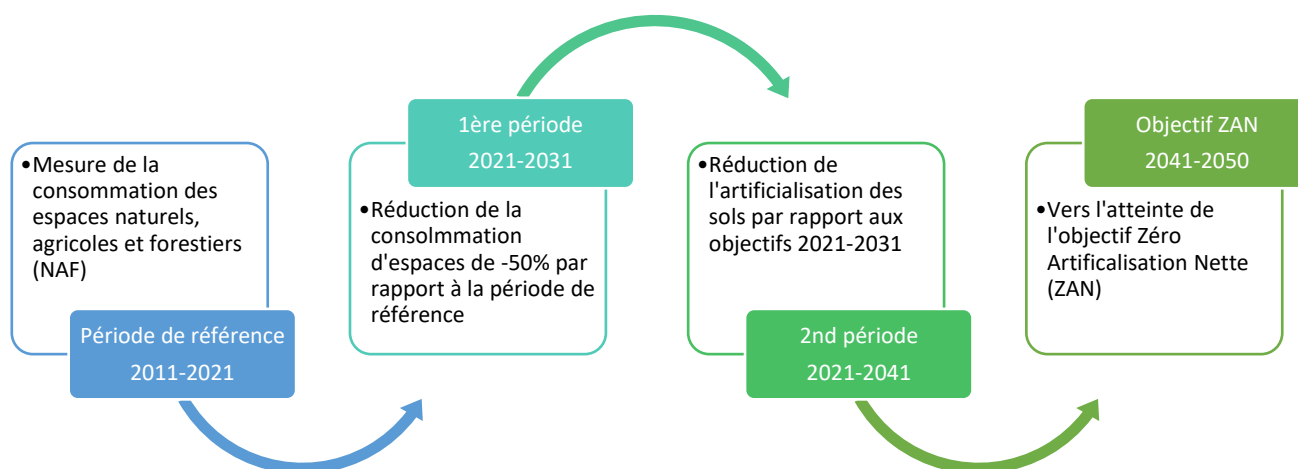 •Mesure de la
consommation des
espaces naturels,
agricoles et forestiers
(NAF)
Période de référence
2011-2021
1ère période
2021-2031
•Réduction de la
consolmmation
d'espaces de -50% par
rapport à la période de
référence
•Réduction de
l'artificialisation des
sols par rapport aux
objectifs 2021-2031
2nd période
2021-2041
Objectif ZAN
2041-2050
•Vers l'atteinte de
l'objectif Zéro
Artificalisation Nette
(ZAN)